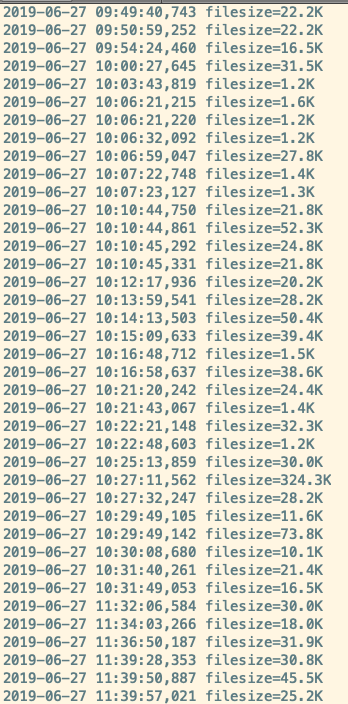 2019-06-27 09:49:40,743 filesize=22.2K
2019-06-27 09:50:59,252 filesize=22.2K
2019-06-27 09:54:24,460 filesize=16.5K
2019-06-27 10:00:27,645 filesize=31.5K
2019-06-27 10:03:43,819 filesize=1.2K
2019-06-27 10:06:21,215 filesize=1.6K
2019-06-27 10:06:21,220 filesize=1.2K
2019-06-27 10:06:32,092 filesize=1.2K
2019-06-27 10:06:59,047 filesize=27.8K
2019-06-27 10:07:22,748 filesize=1.4K
2019-06-27 10:07:23,127 filesize=1.3K
2019-06-27 10:10:44,750 filesize=21.8K
2019-06-27 10:10:44,861 filesize=52.3K
2019-06-27 10:10:45,292 filesize=24.8K
2019-06-27 10:10:45,331 filesize=21.8K
2019-06-27 10:12:17,936 filesize=20.2K
2019-06-27 10:13:59,541 filesize=28.2K
2019-06-27 10:14:13,503 filesize=50.4K
2019-06-27 10:15:09,633 filesize=39.4K
2019-06-27 10:16:48,712 filesize=1.5K
2019-06-27 10:16:58,637 filesize=38.6K
2019-06-27 10:21:20,242 filesize=24.4K
2019-06-27 10:21:43,067 filesize=1.4K
2019-06-27 10:22:21,148 filesize=32.3K
2019-06-27 10:22:48,603 filesize=1.2K
2019-06-27 10:25:13,859 filesize=30.0K
2019-06-27 10:27:11,562 filesize=324.3K
2019-06-27 10:27:32,247 filesize=28.2K
2019-06-27 10:29:49,105 filesize=11.6K
2019-06-27 10:29:49,142 filesize=73.8K
2019-06-27 10:30:08,680 filesize=10.1K
2019-06-27 10:31:40,261 filesize=21.4K
2019-06-27 10:31:49,053 filesize=16.5K
2019-06-27 11:32:06,584 filesize=30.0K
2019-06-27 11:34:03,266 filesize=18.0K
2019-06-27 11:36:50,187 filesize=31.9K
2019-06-27 11:39:28,353 filesize=30.8K
2019-06-27 11:39:50,887 filesize=45.5K
2019-06-27 11:39:57,021 filesize=25.2K